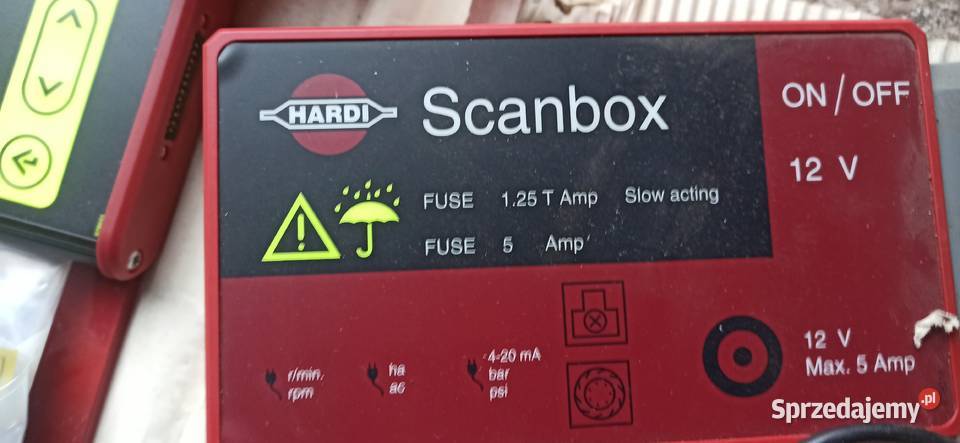 HARDI
Scanbox
ON/OFF
12 V
FUSE 1.25 T Amp Slow acting
FUSE 5 Amp
12 V
Max. 5 Amp
r/min.
rpm
ha
ac
4-20 mA
bar
psi
Sprzedajemy.pl